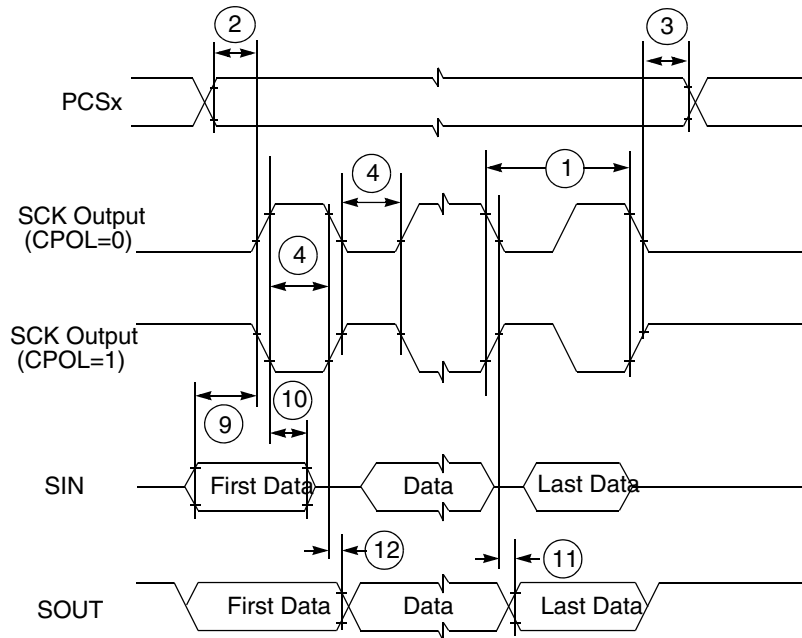 2
3
PCSx
4
1
SCK Output
(CPOL=0)
4
SCK Output
(CPOL=1)
9
10
SIN
First Data
Data
Last Data
12
11
SOUT
First Data
Data
Last Data